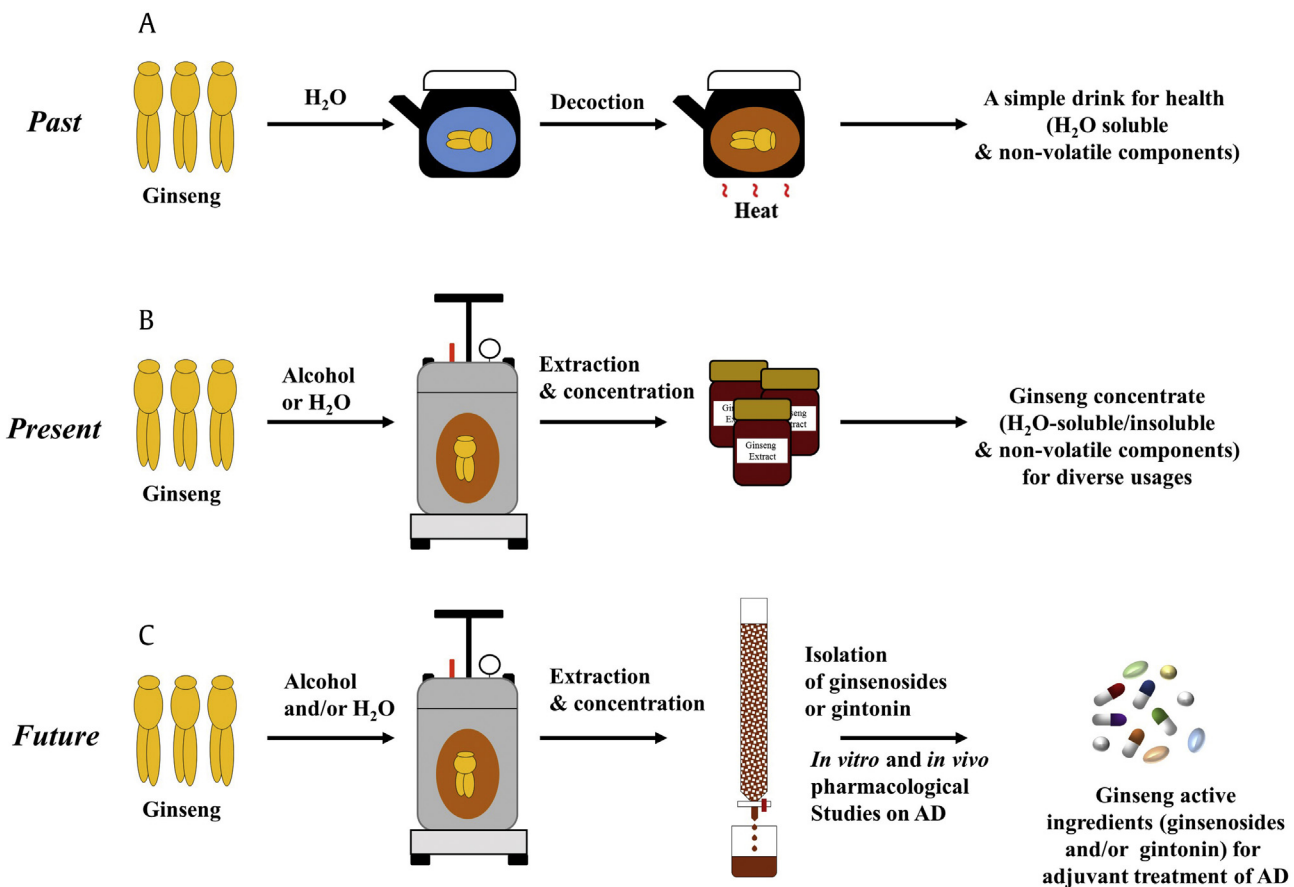 A
Past
Ginseng
H₂O
Decoction
Heat
A simple drink for health
(H₂O soluble
& non-volatile components)
B
Present
Ginseng
Alcohol
or H₂O
Extraction
& concentration
Ginseng
Extract
Ginseng concentrate
(H₂O-soluble/insoluble
& non-volatile components)
for diverse usages
C
Future
Ginseng
Alcohol
and/or H₂O
Extraction
& concentration
Isolation
of ginsenosides
or gintonin
In vitro and in vivo
pharmacological
Studies on AD
Ginseng active
ingredients (ginsenosides
and/or gintonin) for
adjuvant treatment of AD